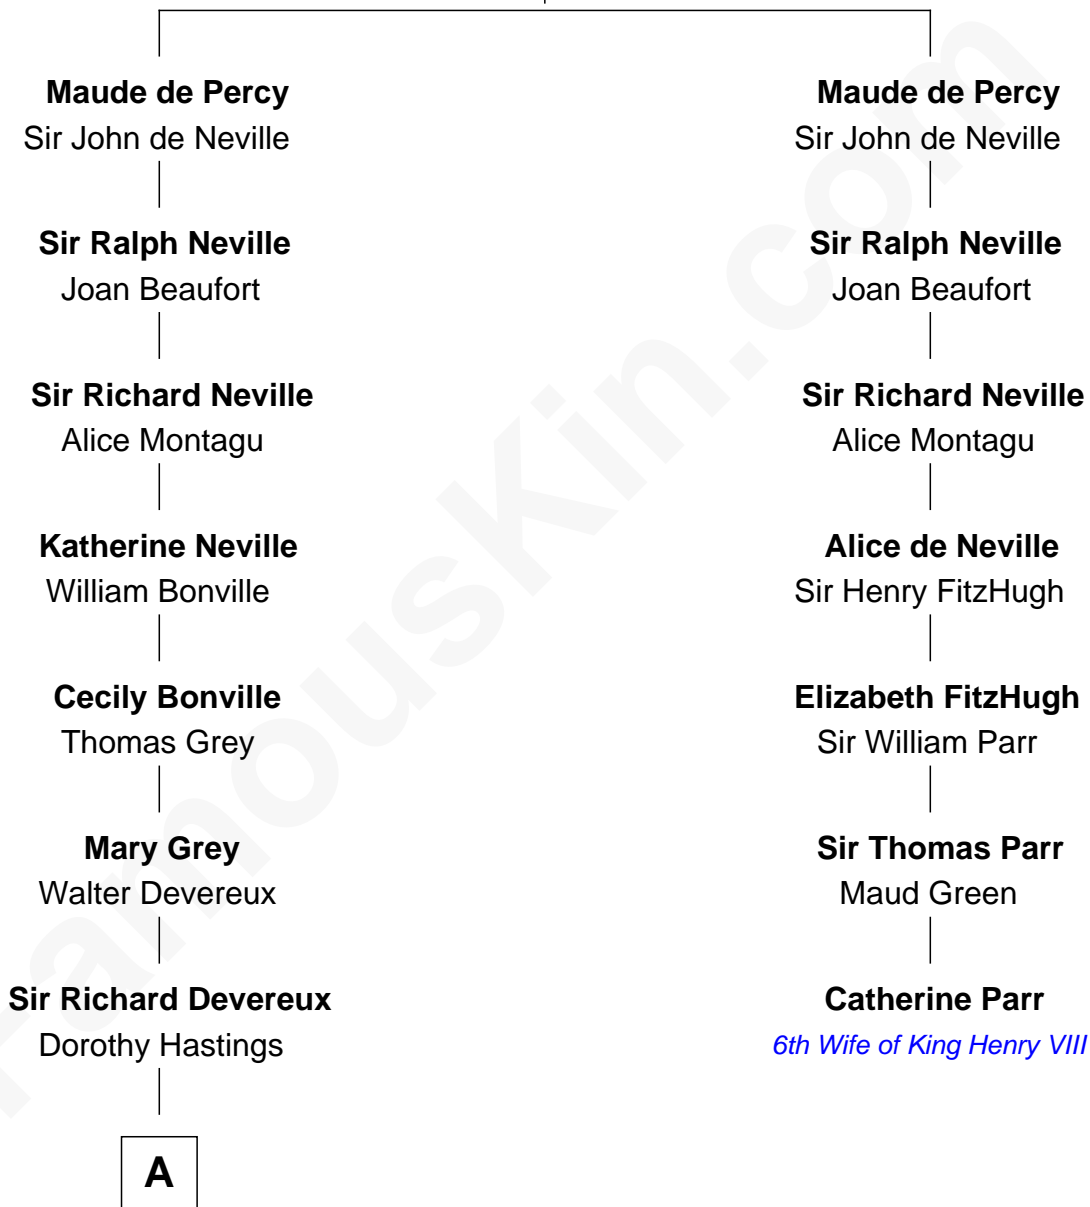 Maude de Percy
Sir John de Neville
Sir Ralph Neville
Joan Beaufort
Sir Richard Neville
Alice Montagu
Katherine Neville
William Bonville
Cecily Bonville
Thomas Grey
Mary Grey
Walter Devereux
Sir Richard Devereux
Dorothy Hastings
A
Maude de Percy
Sir John de Neville
Sir Ralph Neville
Joan Beaufort
Sir Richard Neville
Alice Montagu
Alice de Neville
Sir Henry FitzHugh
Elizabeth FitzHugh
Sir William Parr
Sir Thomas Parr
Maud Green
Catherine Parr
6th Wife of King Henry VIII
FamousKin.com